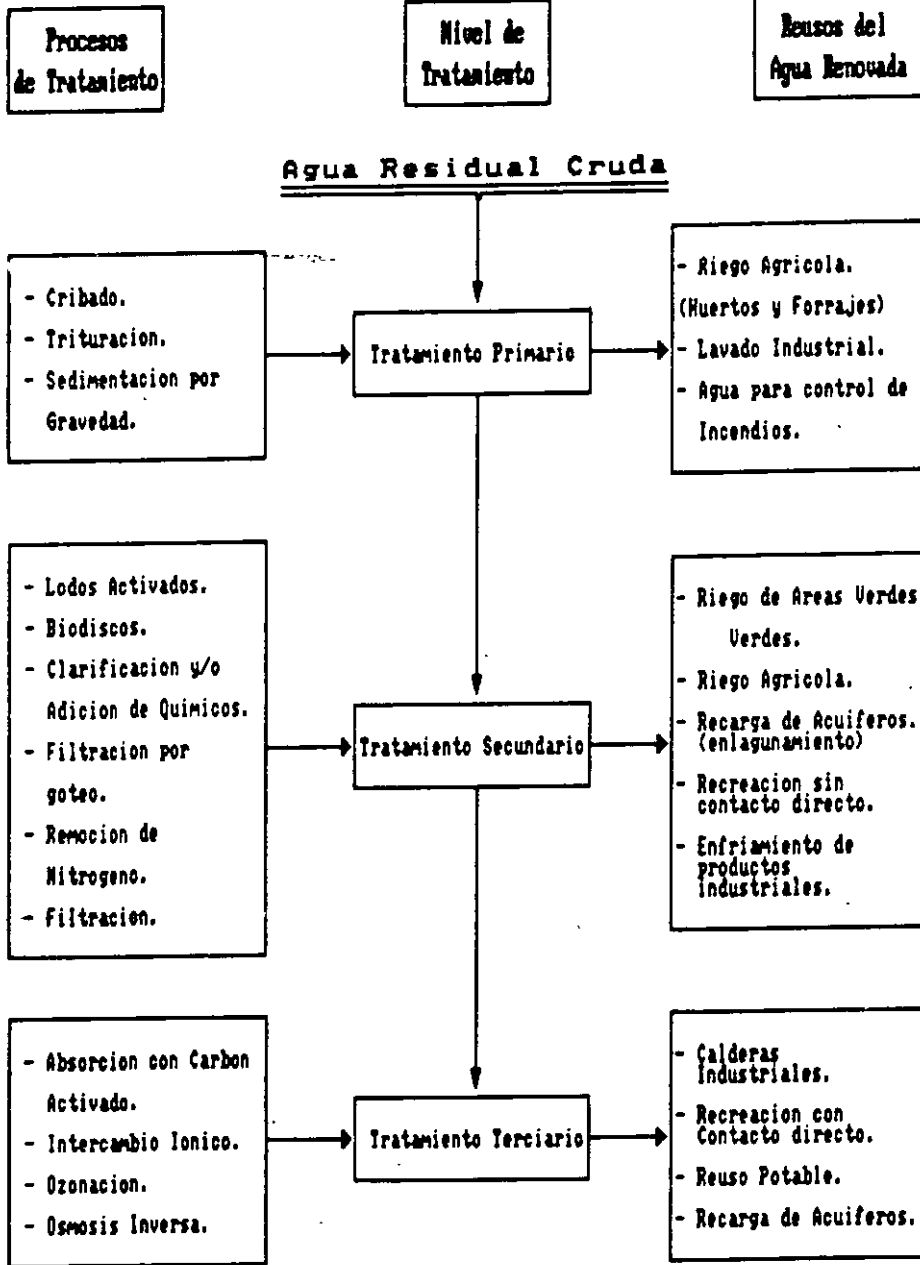 Procesos
de Tratamiento
Nivel de
Tratamiento
Reusos del
Agua Renovada
Agua Residual Cruda
- Cribado.
- Trituracion.
- Sedimentacion por
Gravedad.
Tratamiento Primario
- Riego Agricola.
(Huertos y Forrajes)
- Lavado Industrial.
- Agua para control de
Incendios.
- Lodos Activados.
- Biodiscos.
- Clarificacion y/o
Adicion de Quimicos.
- Filtracion por
goteo.
- Remocion de
Nitrogeno.
- Filtracion.
Tratamiento Secundario
- Riego de Areas Verdes
Verdes.
- Riego Agricola.
- Recarga de Acuiferos.
(enlagunamiento)
- Recreacion sin
contacto directo.
- Enfriamiento de
productos
industriales.
- Absorcion con Carbon
Activado.
- Intercambio Ionico.
- Ozonacion.
- Osmosis Inversa.
Tratamiento Terciario
- Calderas
Industriales.
- Recreacion con
Contacto directo.
- Reuso Potable.
- Recarga de Acuiferos.